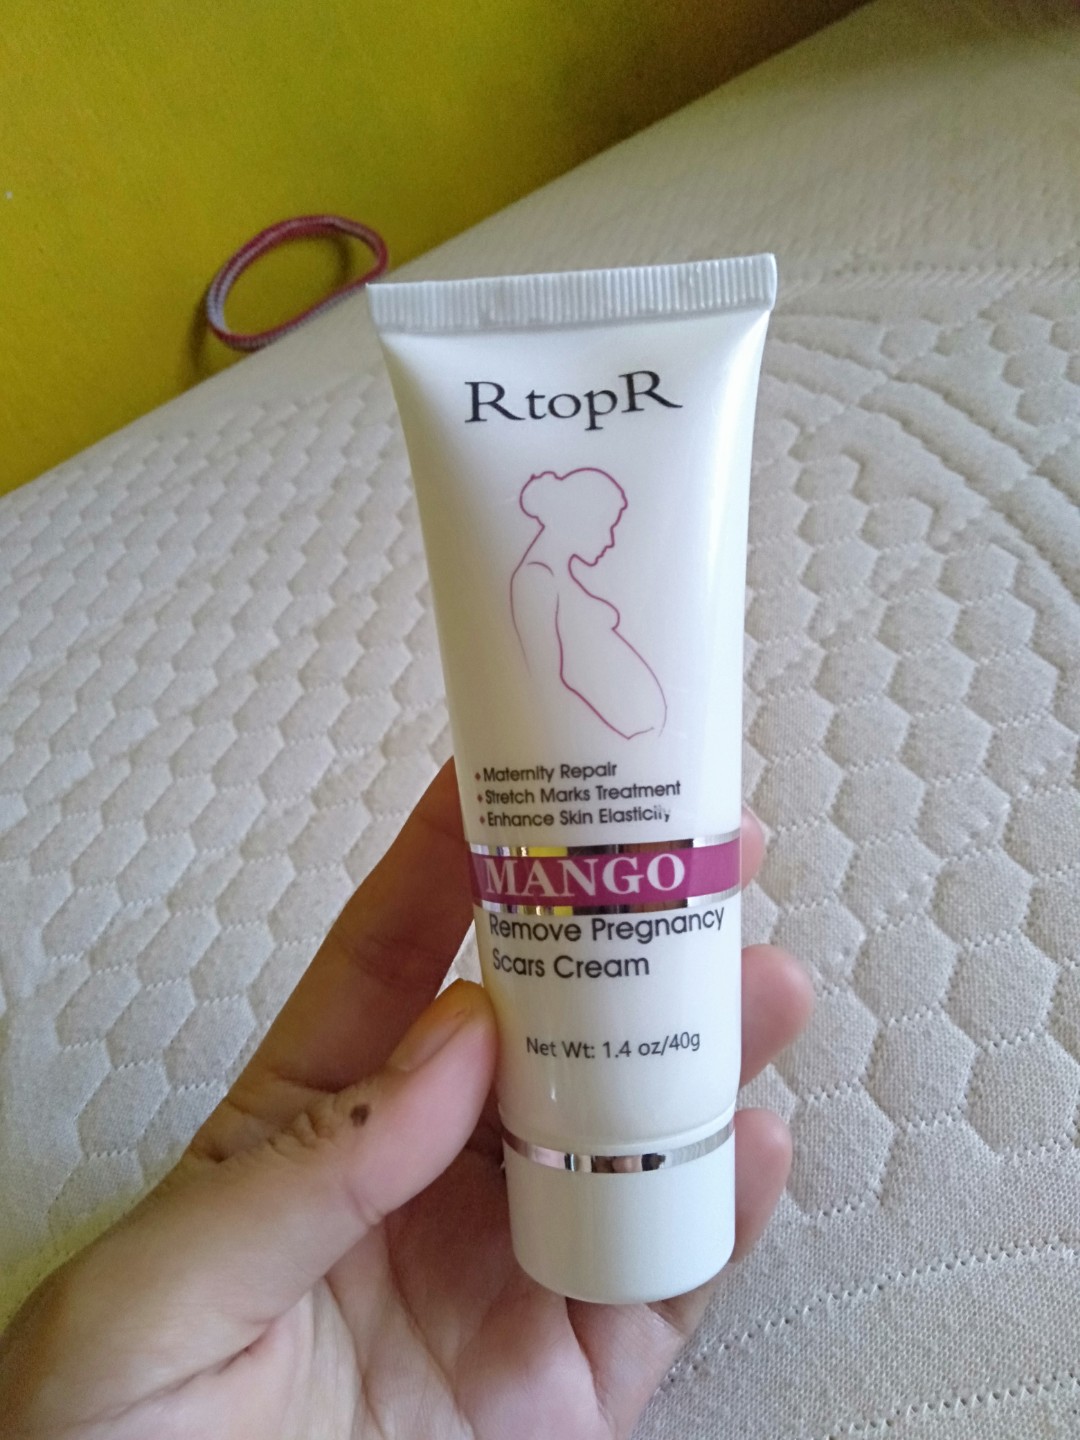 RtopR
Maternity Repair
Stretch Marks Treatment
Enhance Skin Elasticity
MANGO
Remove Pregnancy
Scars Cream
Net Wt: 1.4 oz/40g